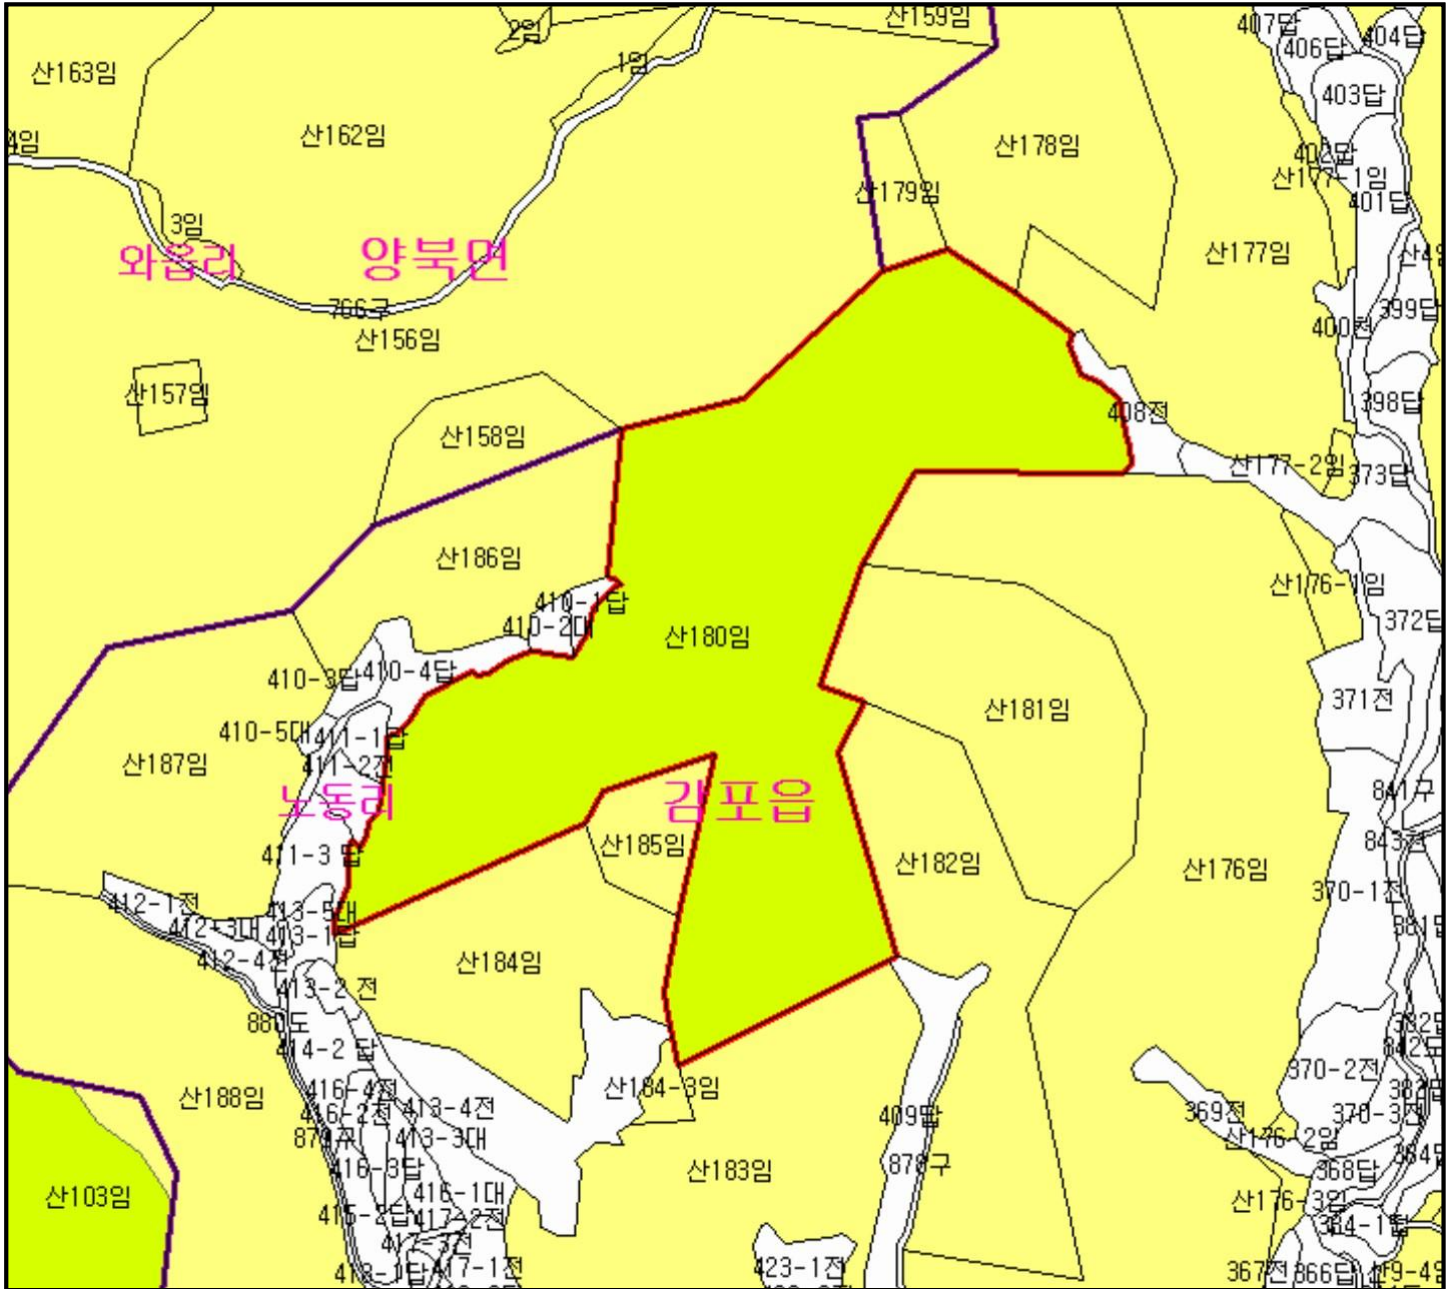 산159임
2임
407답
406답
404답
1임
산163임
403답
산162임
산178임
4임
402답
산177-1임
산179임
401답
3임
와읍리
양북면
산177임
766구
400전
399답
산156임
산157임
398답
408전
산158임
산177-2임
373답
산186임
산176-1임
410-1답
410-2대
372답
산180임
410-3답
410-4답
371전
산181임
410-5대
411-1답
411-2전
산187임
노동리
감포읍
841구
산185임
411-3 답
산182임
산176임
370-1전
412-1전
413-5대
412-3대
413-1답
412-4전
산184임
413-2 전
880도
414-2 답
370-2전
산184-3임
416-4전
산188임
413-4전
416-2전
409답
369전
370-3전
413-3대
산176-2임
878구
416-3답
산183임
368답
산103임
416-1대
산176-3임
415-2답
417-2전
384-1답
417-3전
417-1전
423-1전
367전
366답